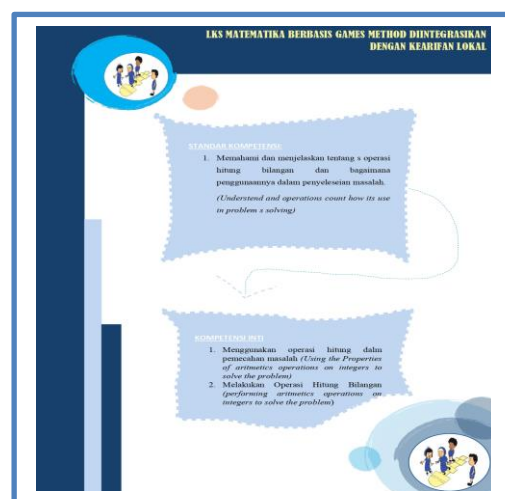 LKS MATEMATIKA BERBASIS GAMES METHOD DIINTEGRASIKAN
DENGAN KEARIFAN LOKAL
STANDAR KOMPETENSI:
1. Memahami dan menjelaskan tentang s operasi
hitung bilangan dan bagaimana
penggunaannya dalam penyeleseian masalah.
(Understand and operations count how its use
in problem s solving)
KOMPETENSI INTI
1. Menggunakan operasi hitung dalm
pemecahan masalah (Using the Properties
of aritmetics operations on integers to
solve the problem)
2. Melakukan Operasi Hitung Bilangan
(performing aritmetics operations on
integers to solve the problem)